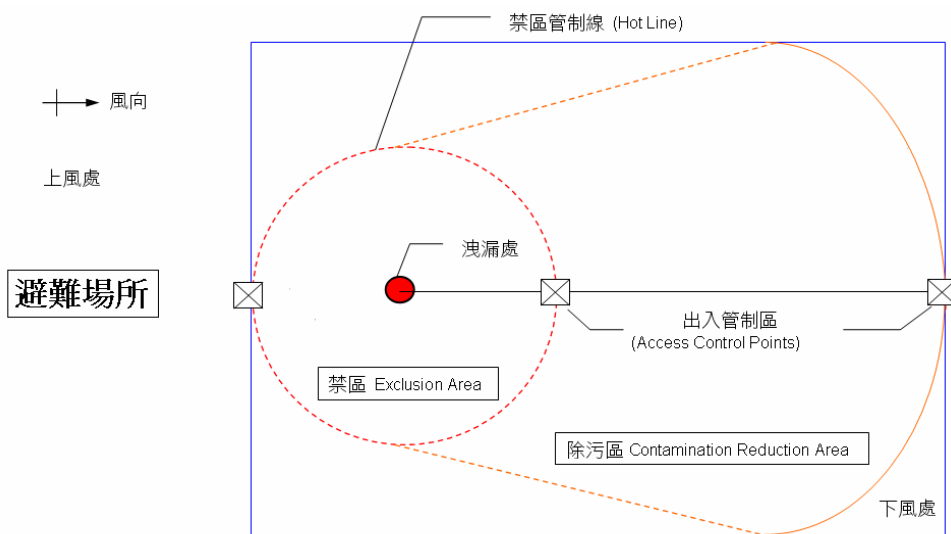 禁區管制線 (Hot Line)
風向
上風處
洩漏處
避難場所
出入管制區
(Access Control Points)
禁區 Exclusion Area
除污區 Contamination Reduction Area
下風處